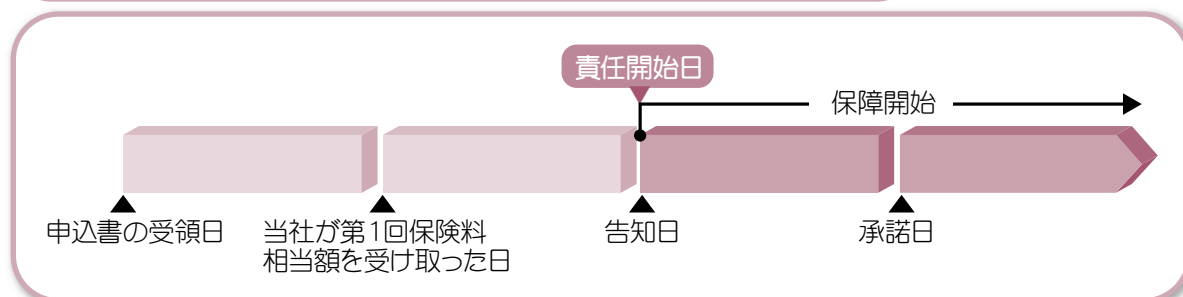 責任開始日
保障開始
申込書の受領日
当社が第1回保険料
相当額を受け取った日
告知日
承諾日